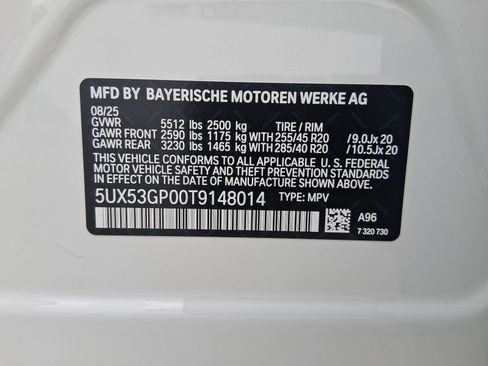 MFD BY BAYERISCHE MOTOREN WERKE AG
08/25
GVWR 5512 lbs 2500 kg TIRE / RIM
GAWR FRONT 2590 lbs 1175 kg WITH 255/45 R20 /9.0Jx 20
GAWR REAR 3230 lbs 1465 kg WITH 285/40 R20 /10.5Jx 20
THIS VEHICLE CONFORMS TO ALL APPLICABLE U. S. FEDERAL
MOTOR VEHICLE SAFETY, BUMPER, AND
THEFT PREVENTION STANDARDS IN EFFECT
ON THE DATE OF MANUFACTURE SHOWN ABOVE.
5UX53GP00T9148014 TYPE: MPV
A96
7 320 730